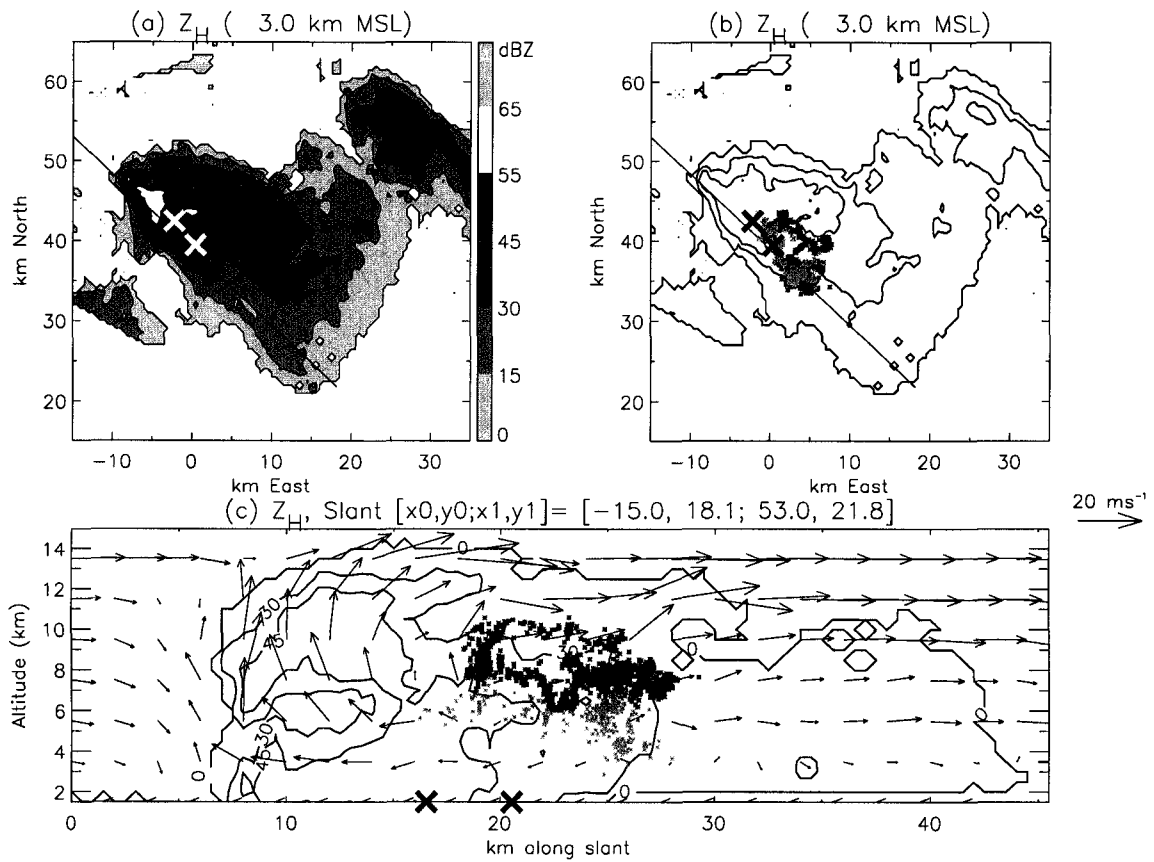 (a) Z_H (   3.0 km MSL)
(b) Z_H (   3.0 km MSL)
60
50
40
30
20
km North
−10 0 10 20 30
km East
dBZ
65
55
45
30
15
0
60
50
40
30
20
km North
−10 0 10 20 30
km East
(c) Z_H, Slant [x0,y0;x1,y1]= [−15.0, 18.1; 53.0, 21.8]
20 ms⁻¹
14
12
10
8
6
4
2
Altitude (km)
0
30
0
0
30
45
0
0
0
0 10 20 30 40
km along slant